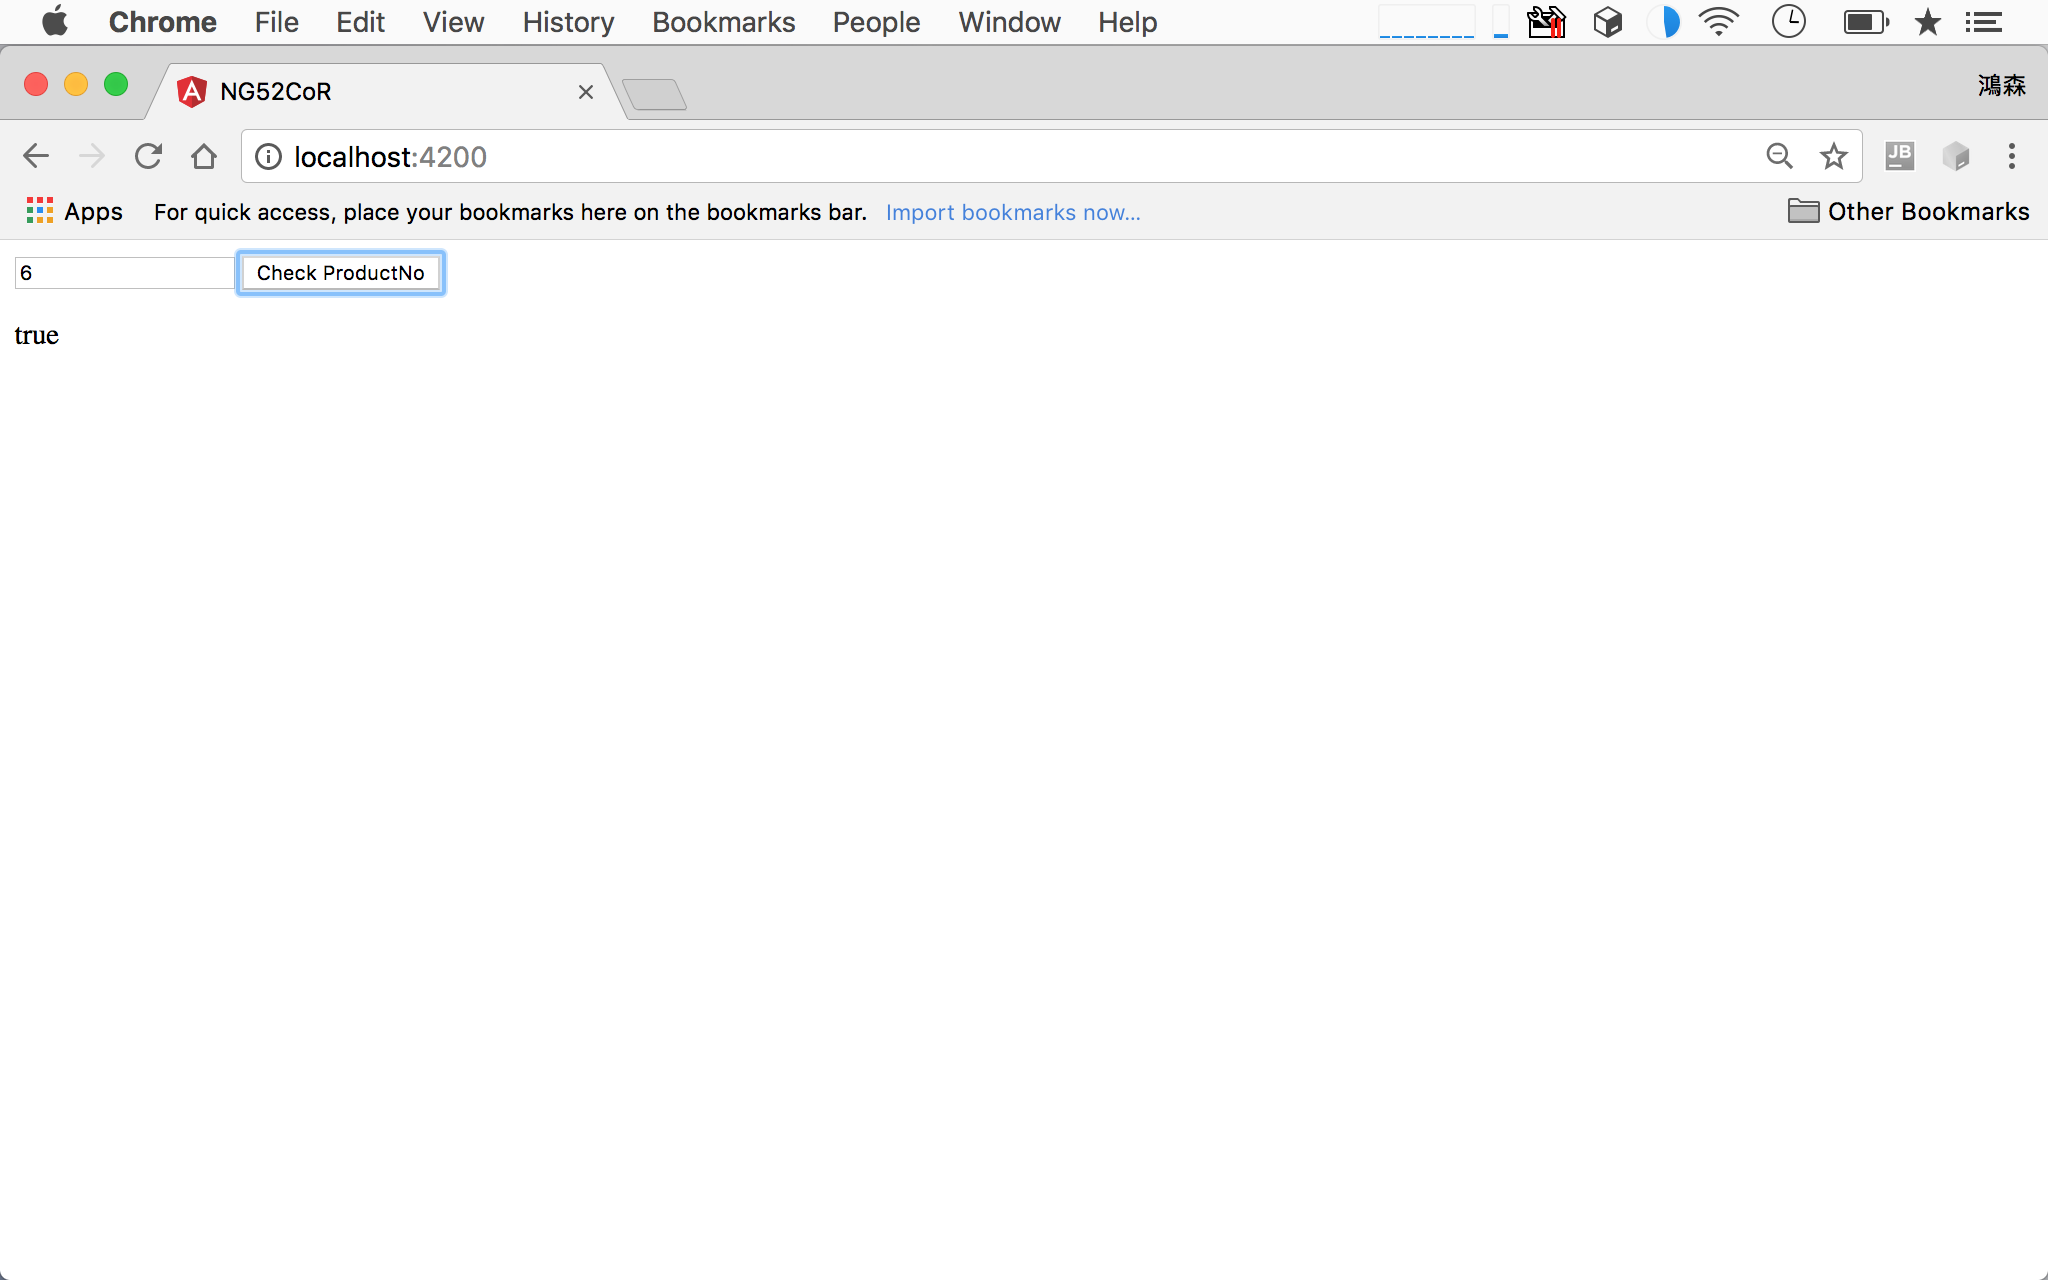 Chrome File Edit View History Bookmarks People Window Help
NG52CoR
鴻森
localhost:4200
JB
Apps For quick access, place your bookmarks here on the bookmarks bar. Import bookmarks now... Other Bookmarks
6 Check ProductNo
true